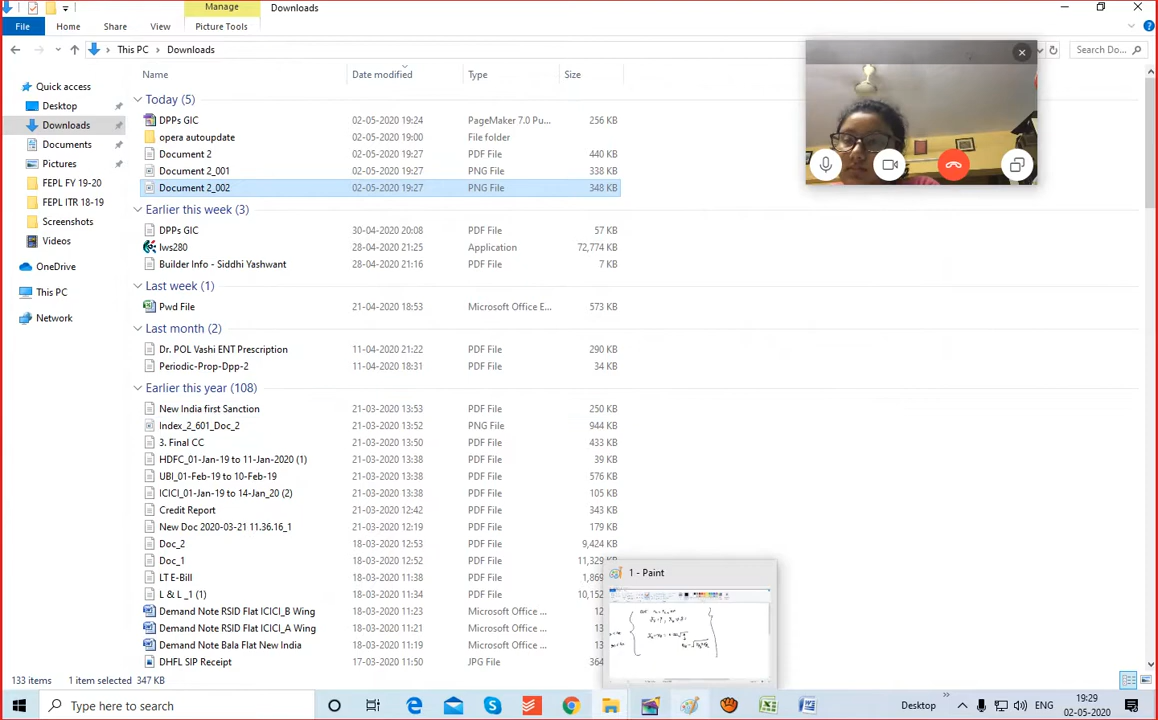 Manage
Downloads
File
Home
Share
View
Picture Tools
This PC
Downloads
Search Do...
Name
Date modified
Type
Size
Quick access
Desktop
Downloads
Documents
Pictures
FEPL FY 19-20
FEPL ITR 18-19
Screenshots
Videos
OneDrive
This PC
Network
Today (5)
DPPs GIC 02-05-2020 19:24 PageMaker 7.0 Pu... 256 KB
opera autoupdate 02-05-2020 19:00 File folder
Document 2 02-05-2020 19:27 PDF File 440 KB
Document 2_001 02-05-2020 19:27 PNG File 338 KB
Document 2_002 02-05-2020 19:27 PNG File 348 KB
Earlier this week (3)
DPPs GIC 30-04-2020 20:08 PDF File 57 KB
lws280 28-04-2020 21:25 Application 72,774 KB
Builder Info - Siddhi Yashwant 28-04-2020 21:16 PDF File 7 KB
Last week (1)
Pwd File 21-04-2020 18:53 Microsoft Office E... 573 KB
Last month (2)
Dr. POL Vashi ENT Prescription 11-04-2020 21:22 PDF File 290 KB
Periodic-Prop-Dpp-2 11-04-2020 18:31 PDF File 34 KB
Earlier this year (108)
New India first Sanction 21-03-2020 13:53 PDF File 250 KB
Index_2_601_Doc_2 21-03-2020 13:52 PNG File 944 KB
3. Final CC 21-03-2020 13:50 PDF File 433 KB
HDFC_01-Feb-19 to 11-Jan-2020 (1) 21-03-2020 13:38 PDF File 39 KB
UBI_01-Feb-19 to 10-Feb-19 21-03-2020 13:38 PDF File 576 KB
ICICI_01-Jan-19 to 14-Jan_20 (2) 21-03-2020 13:38 PDF File 105 KB
Credit Report 21-03-2020 12:42 PDF File 343 KB
New Doc 2020-03-21 11.36.16_1 21-03-2020 12:19 PDF File 179 KB
Doc_2 18-03-2020 12:53 PDF File 9,424 KB
Doc_1 18-03-2020 12:52 PDF File 11,329 KB
LT E-Bill 18-03-2020 11:38 PDF File 1,869
L & L _1 (1) 18-03-2020 11:34 PDF File 10,152
Demand Note RSID Flat ICICI_B Wing 18-03-2020 11:38 Microsoft Office ... 12
Demand Note RSID Flat ICICI_A Wing 18-03-2020 11:38 Microsoft Office ... 13
Demand Note Bala Flat New India 18-03-2020 11:38 Microsoft Office ... 12
DHFL SIP Receipt 17-03-2020 11:50 JPG File 364
1 - Paint
133 items
1 item selected 347 KB
Type here to search
Desktop
ENG
19:29
02-05-2020